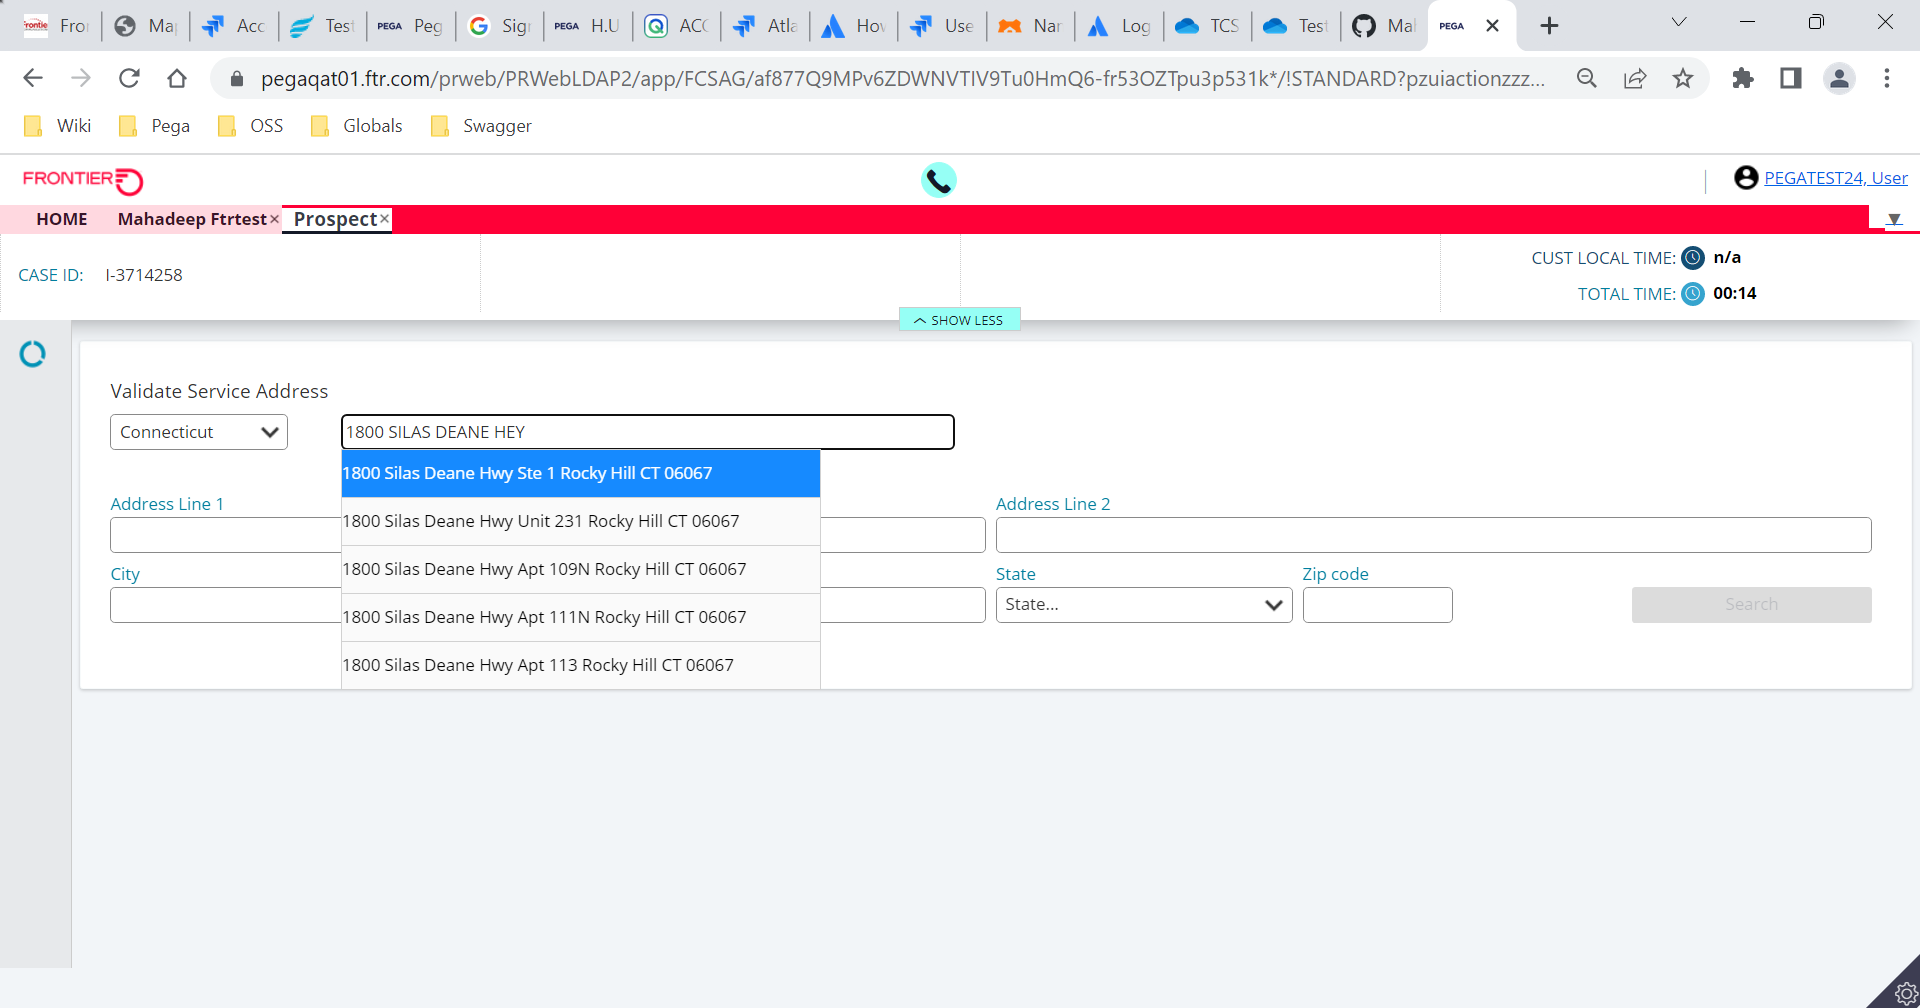 Fro
Ma
Acc
Test
PEGA Peg
Sig
PEGA H.U
ACC
Atla
Hov
Use
Nar
Log
TCS
Test
Mal
PEGA
pegaqat01.ftr.com/prweb/PRWebLDAP2/app/FCSAG/af877Q9MPv6ZDWNVTIV9Tu0HmQ6-fr53OZTpu3p531k*/!STANDARD?pzuiactionzzz...
Wiki Pega OSS Globals Swagger
FRONTIER
PEGATEST24, User
HOME Mahadeep Ftrtest× Prospect×
CASE ID: I-3714258
CUST LOCAL TIME: n/a
TOTAL TIME: 00:14
SHOW LESS
Validate Service Address
Connecticut 1800 SILAS DEANE HEY
1800 Silas Deane Hwy Ste 1 Rocky Hill CT 06067
1800 Silas Deane Hwy Unit 231 Rocky Hill CT 06067
1800 Silas Deane Hwy Apt 109N Rocky Hill CT 06067
1800 Silas Deane Hwy Apt 111N Rocky Hill CT 06067
1800 Silas Deane Hwy Apt 113 Rocky Hill CT 06067
Address Line 1 Address Line 2
City State Zip code
State... Search